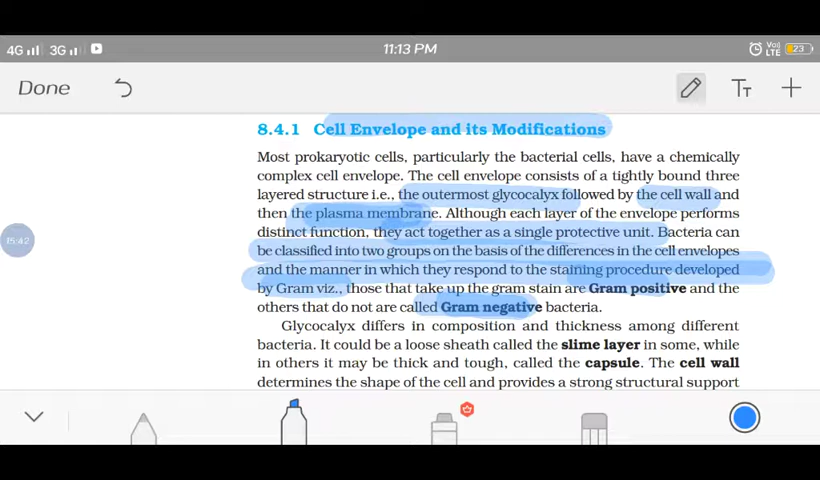 4G 3G 11:13 PM Vo) LTE 23
Done
8.4.1 Cell Envelope and its Modifications
Most prokaryotic cells, particularly the bacterial cells, have a chemically
complex cell envelope. The cell envelope consists of a tightly bound three
layered structure i.e., the outermost glycocalyx followed by the cell wall and
then the plasma membrane. Although each layer of the envelope performs
distinct function, they act together as a single protective unit. Bacteria can
15:42
be classified into two groups on the basis of the differences in the cell envelopes
and the manner in which they respond to the staining procedure developed
by Gram viz., those that take up the gram stain are Gram positive and the
others that do not are called Gram negative bacteria.
Glycocalyx differs in composition and thickness among different
bacteria. It could be a loose sheath called the slime layer in some, while
in others it may be thick and tough, called the capsule. The cell wall
determines the shape of the cell and provides a strong structural support